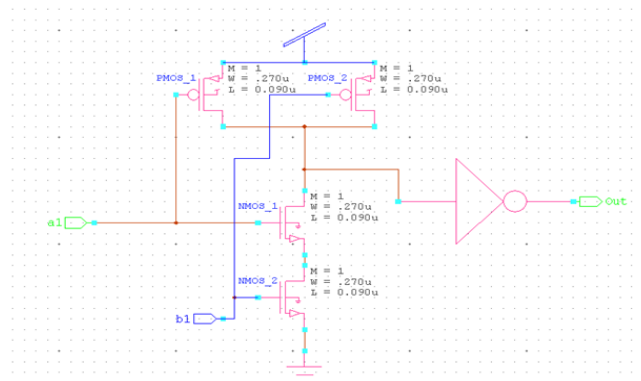 PMOS_1
M = 1
W = .270u
L = 0.090u
PMOS_2
M = 1
W = .270u
L = 0.090u
NMOS_1
M = 1
W = .270u
L = 0.090u
a1
Out
NMOS_2
M = 1
W = .270u
L = 0.090u
b1